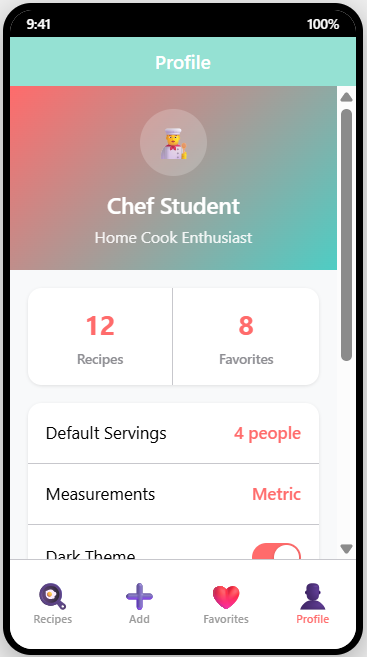 9:41 100%
Profile
Chef Student
Home Cook Enthusiast
12 8
Recipes Favorites
Default Servings 4 people
Measurements Metric
Dark Theme
Recipes Add Favorites Profile